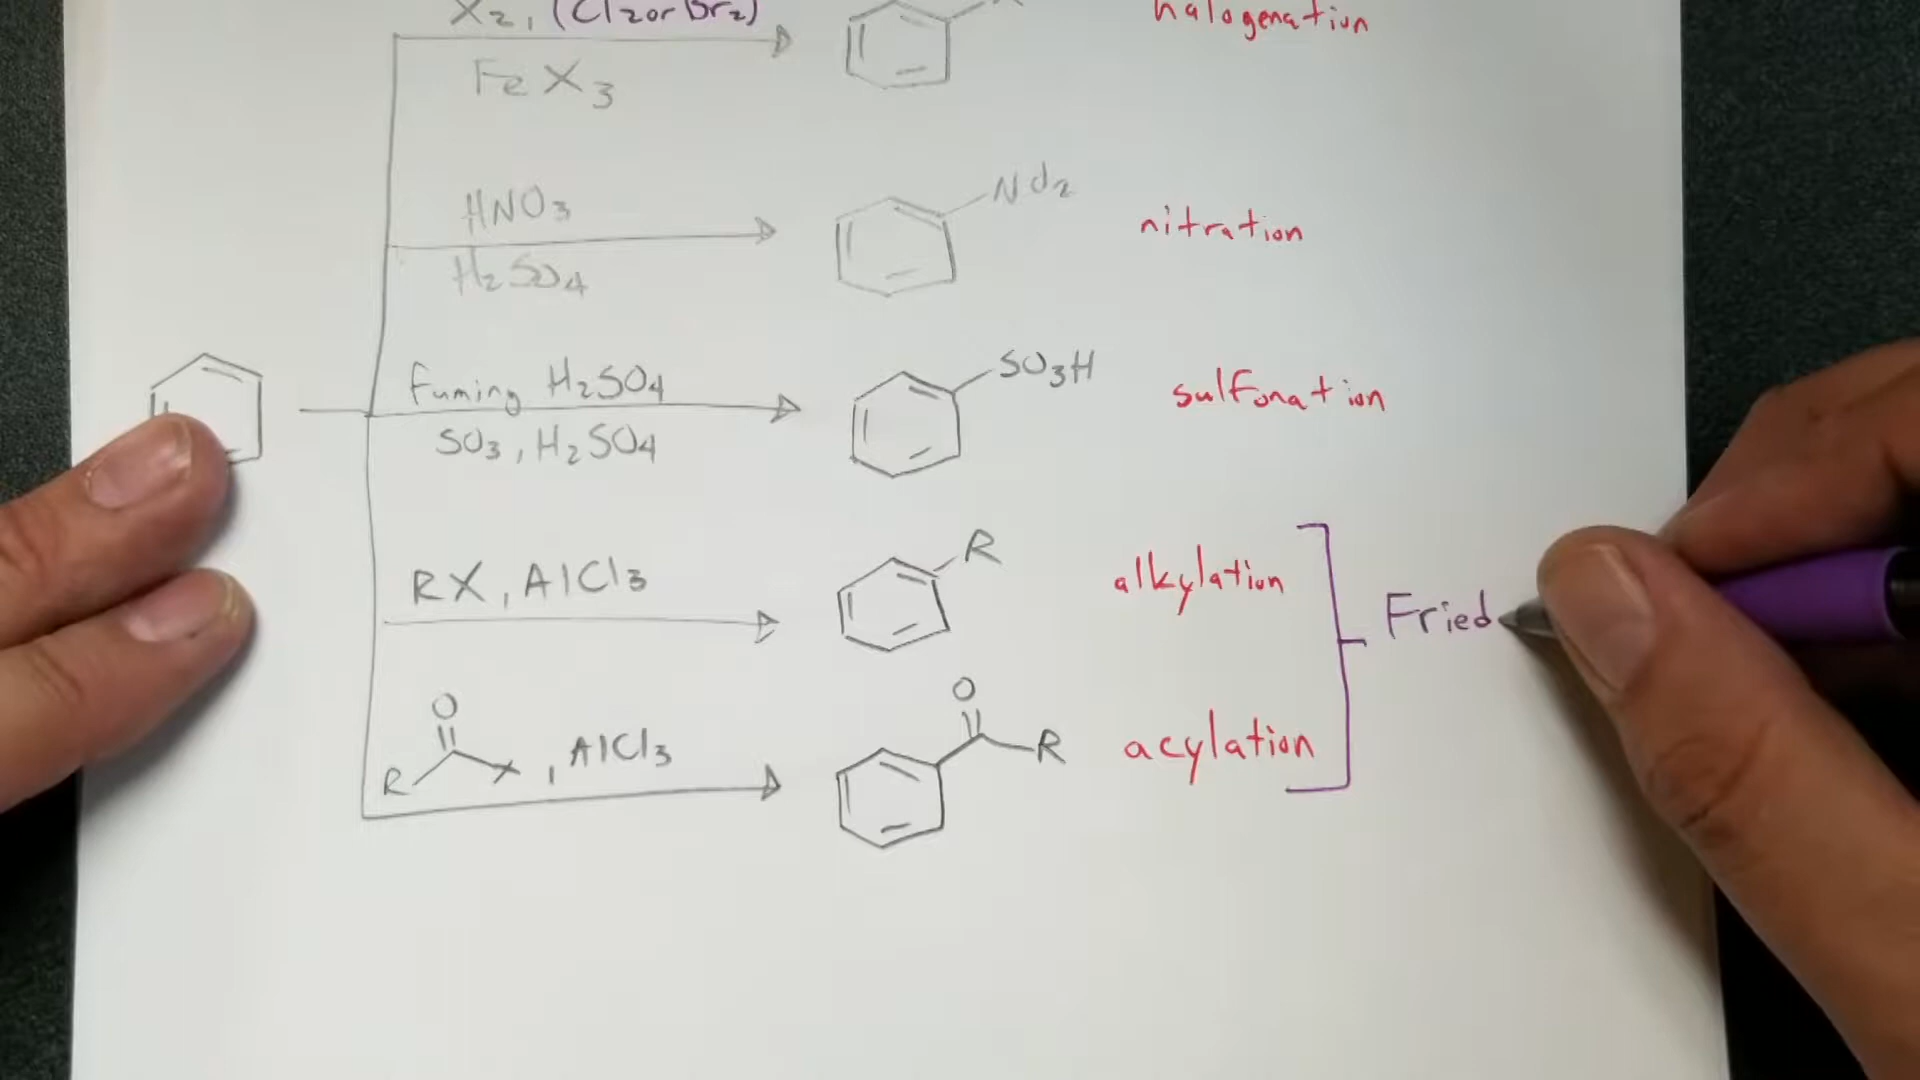 X2, (Cl2 or Br2)
FeX3
halogenation
HNO3
H2SO4
NO2
nitration
Fuming H2SO4
SO3, H2SO4
SO3H
sulfonation
RX, AlCl3
R
alkylation
Fried
O
R X, AlCl3
O
R
acylation